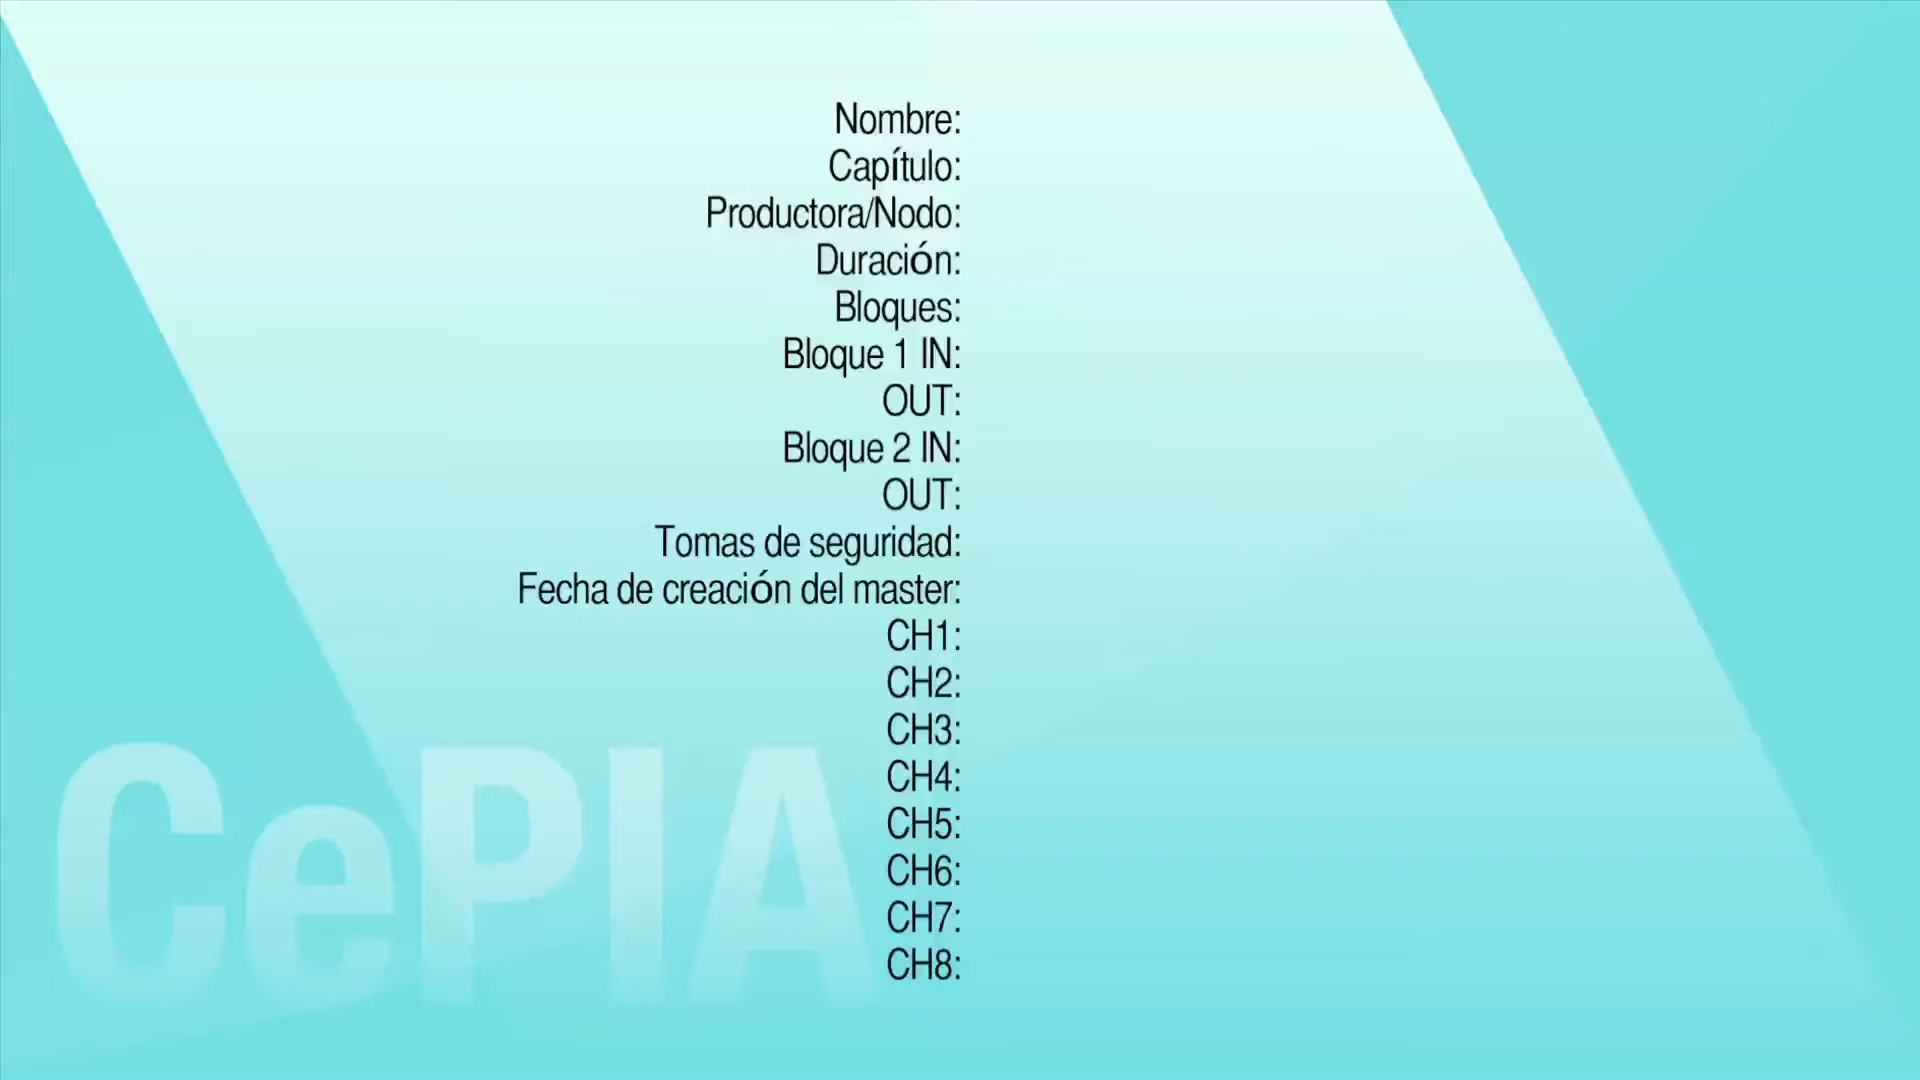 Nombre:
Capítulo:
Productora/Nodo:
Duración:
Bloques:
Bloque 1 IN:
OUT:
Bloque 2 IN:
OUT:
Tomas de seguridad:
Fecha de creación del master:
CH1:
CH2:
CH3:
CH4:
CH5:
CH6:
CH7:
CH8:
CePIA